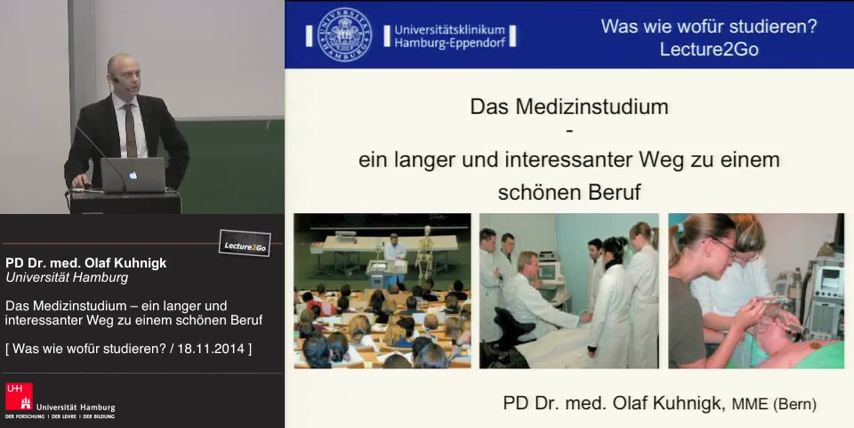 Lecture2Go
PD Dr. med. Olaf Kuhnigk
Universität Hamburg
Das Medizinstudium – ein langer und
interessanter Weg zu einem schönen Beruf
[ Was wie wofür studieren? / 18.11.2014 ]
UHH
Universität Hamburg
DER FORSCHUNG | DER LEHRE | DER BILDUNG
UNIVERSITÄT
HAMBURG
Universitätsklinikum
Hamburg-Eppendorf
Was wie wofür studieren?
Lecture2Go
Das Medizinstudium
-
ein langer und interessanter Weg zu einem
schönen Beruf
PD Dr. med. Olaf Kuhnigk, MME (Bern)